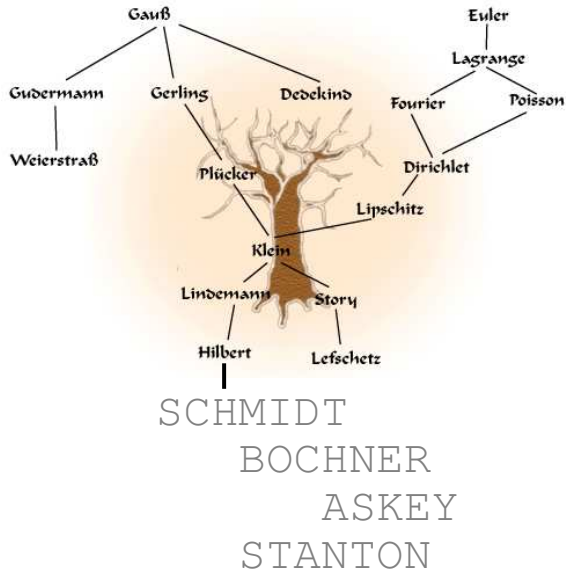 Gauß
Euler
Lagrange
Gudermann Gerling Dedekind Fourier Poisson
Weierstraß Plücker Dirichlet
Lipschitz
Klein
Lindemann Story
Hilbert Lefschetz
SCHMIDT
BOCHNER
ASKEY
STANTON